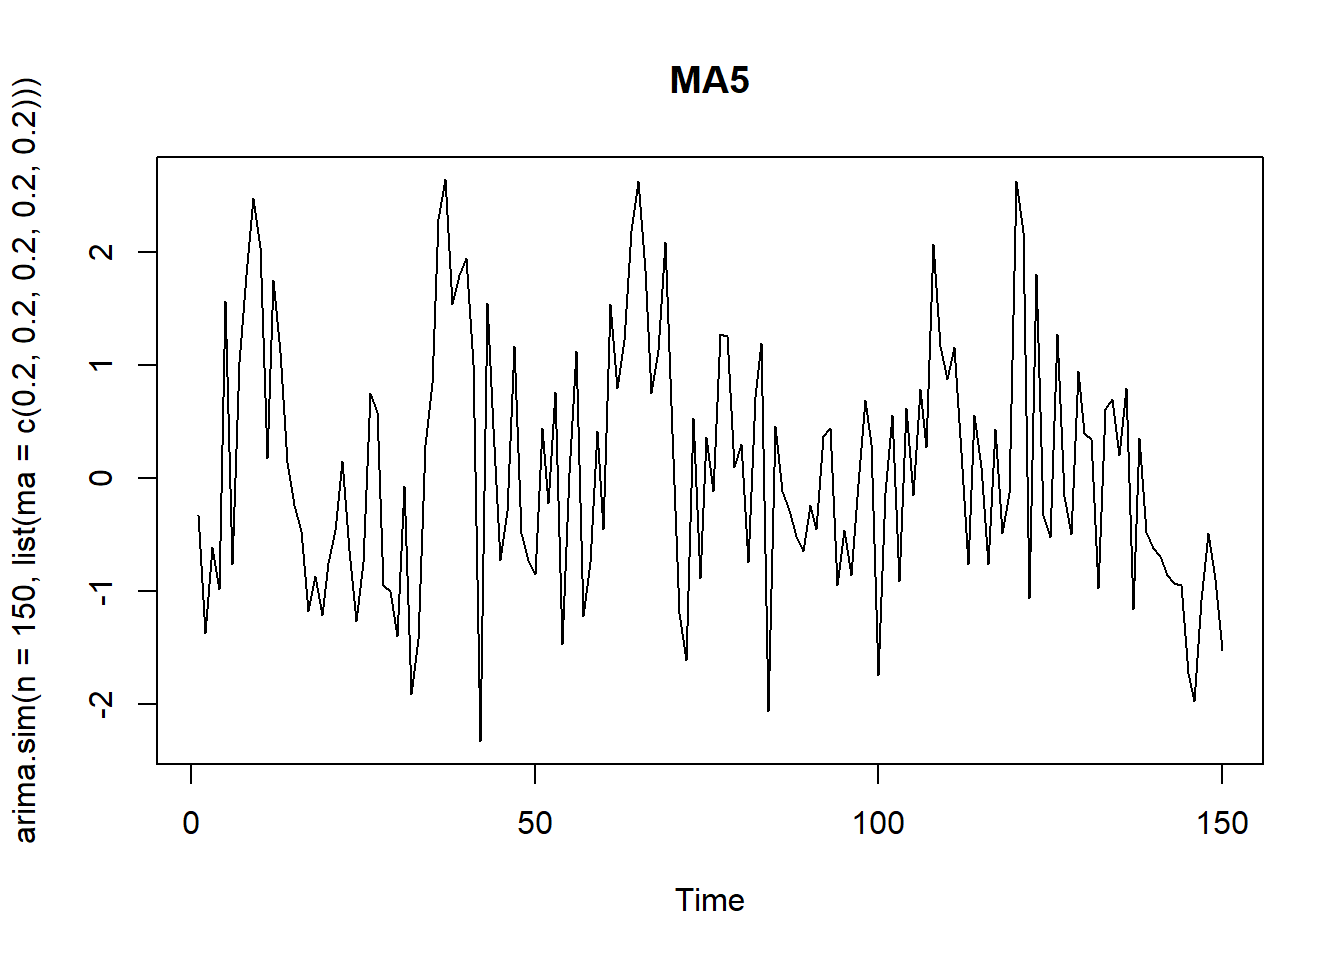 MA5
arima.sim(n = 150, list(ma = c(0.2, 0.2, 0.2, 0.2, 0.2)))
2
1
0
-1
-2
0 50 100 150
Time